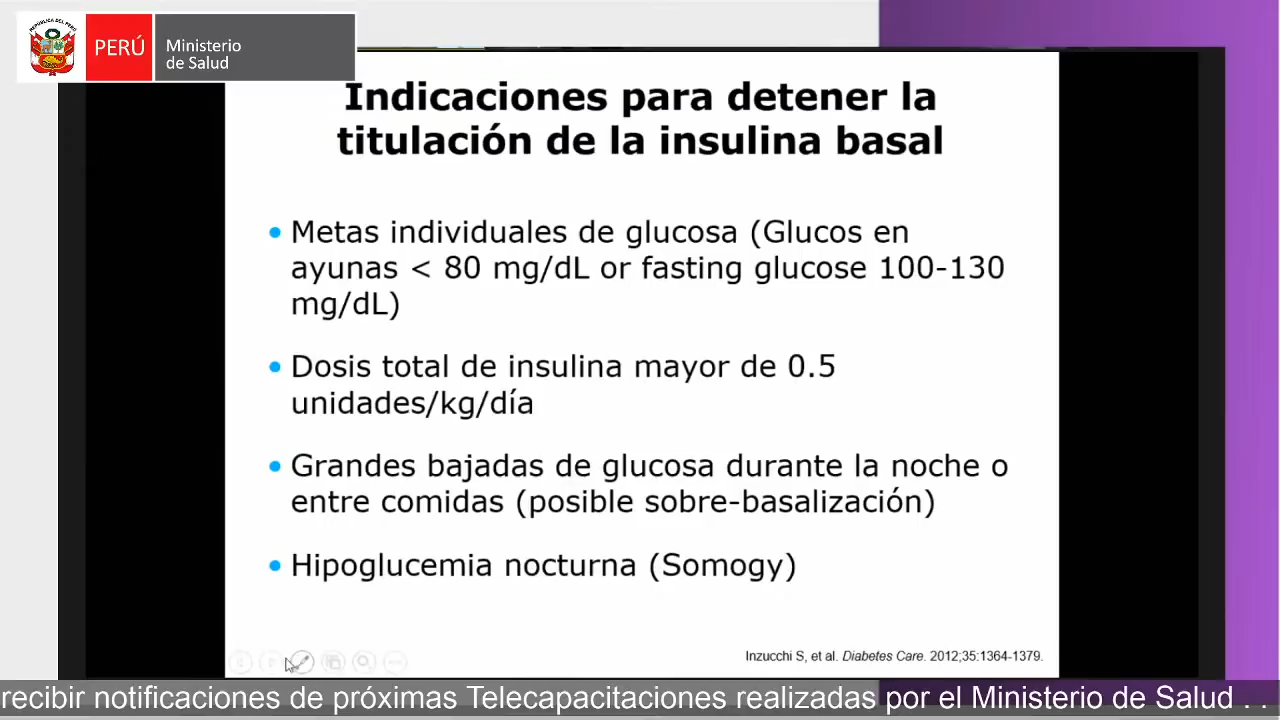 REPÚBLICA DEL PERÚ
PERÚ
Ministerio
de Salud
Indicaciones para detener la
titulación de la insulina basal
• Metas individuales de glucosa (Glucos en
ayunas < 80 mg/dL or fasting glucose 100-130
mg/dL)
• Dosis total de insulina mayor de 0.5
unidades/kg/día
• Grandes bajadas de glucosa durante la noche o
entre comidas (posible sobre-basalización)
• Hipoglucemia nocturna (Somogy)
Inzucchi S, et al. Diabetes Care. 2012;35:1364-1379.
recibir notificaciones de próximas Telecapacitaciones realizadas por el Ministerio de Salud . .